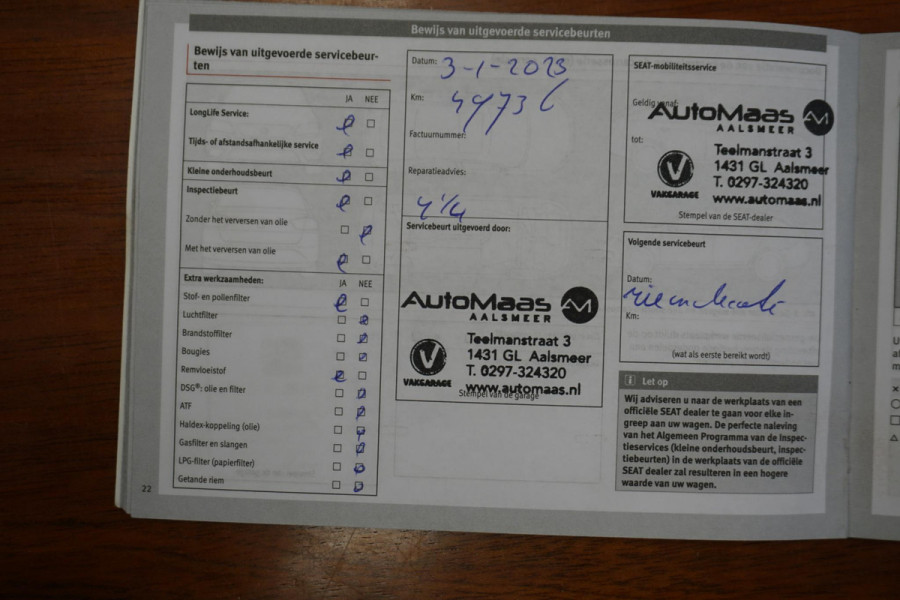 Bewijs van uitgevoerde servicebeurten
Bewijs van uitgevoerde servicebeur-
ten
JA NEE
LongLife Service:
Tijds- of afstandsafhankelijke service
Kleine onderhoudsbeurt
Inspectiebeurt
Zonder het verversen van olie
Met het verversen van olie
Extra werkzaamheden: JA NEE
Stof- en pollenfilter
Luchtfilter
Brandstoffilter
Bougies
Remvloeistof
DSG®: olie en filter
ATF
Haldex-koppeling (olie)
Gasfilter en slangen
LPG-filter (papierfilter)
Getande riem
22
Datum: 3-1-2023
Km:
Factuurnummer:
Reparatieadvies:
Servicebeurt uitgevoerd door:
AutoMaas AM
AALSMEER
Teelmanstraat 3
1431 GL Aalsmeer
T. 0297-324320
VAKGARAGE www.automaas.nl
Stempel van de garage
SEAT-mobiliteitsservice
Geldig vanaf:
AutoMaas AM
AALSMEER
tot:
Teelmanstraat 3
1431 GL Aalsmeer
T. 0297-324320
VAKGARAGE www.automaas.nl
Stempel van de SEAT-dealer
Volgende servicebeurt
Datum:
Km:
(wat als eerste bereikt wordt)
Let op
Wij adviseren u naar de werkplaats van een
officiële SEAT dealer te gaan voor elke in-
greep aan uw wagen. De perfecte naleving
van het Algemeen Programma van de Inspec-
tieservices (kleine onderhoudsbeurt, inspec-
tiebeurten) in de werkplaats van de officiële
SEAT dealer zal resulteren in een hogere
waarde van uw wagen.